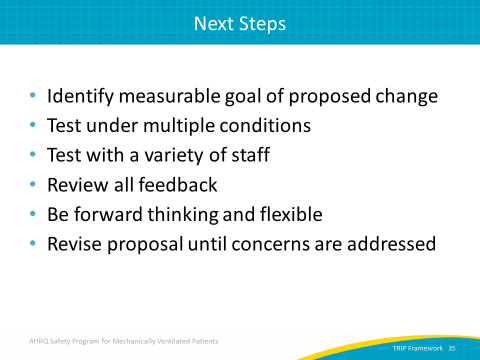 Next Steps
• Identify measurable goal of proposed change
• Test under multiple conditions
• Test with a variety of staff
• Review all feedback
• Be forward thinking and flexible
• Revise proposal until concerns are addressed
AHRQ Safety Program for Mechanically Ventilated Patients
TRIP Framework 35